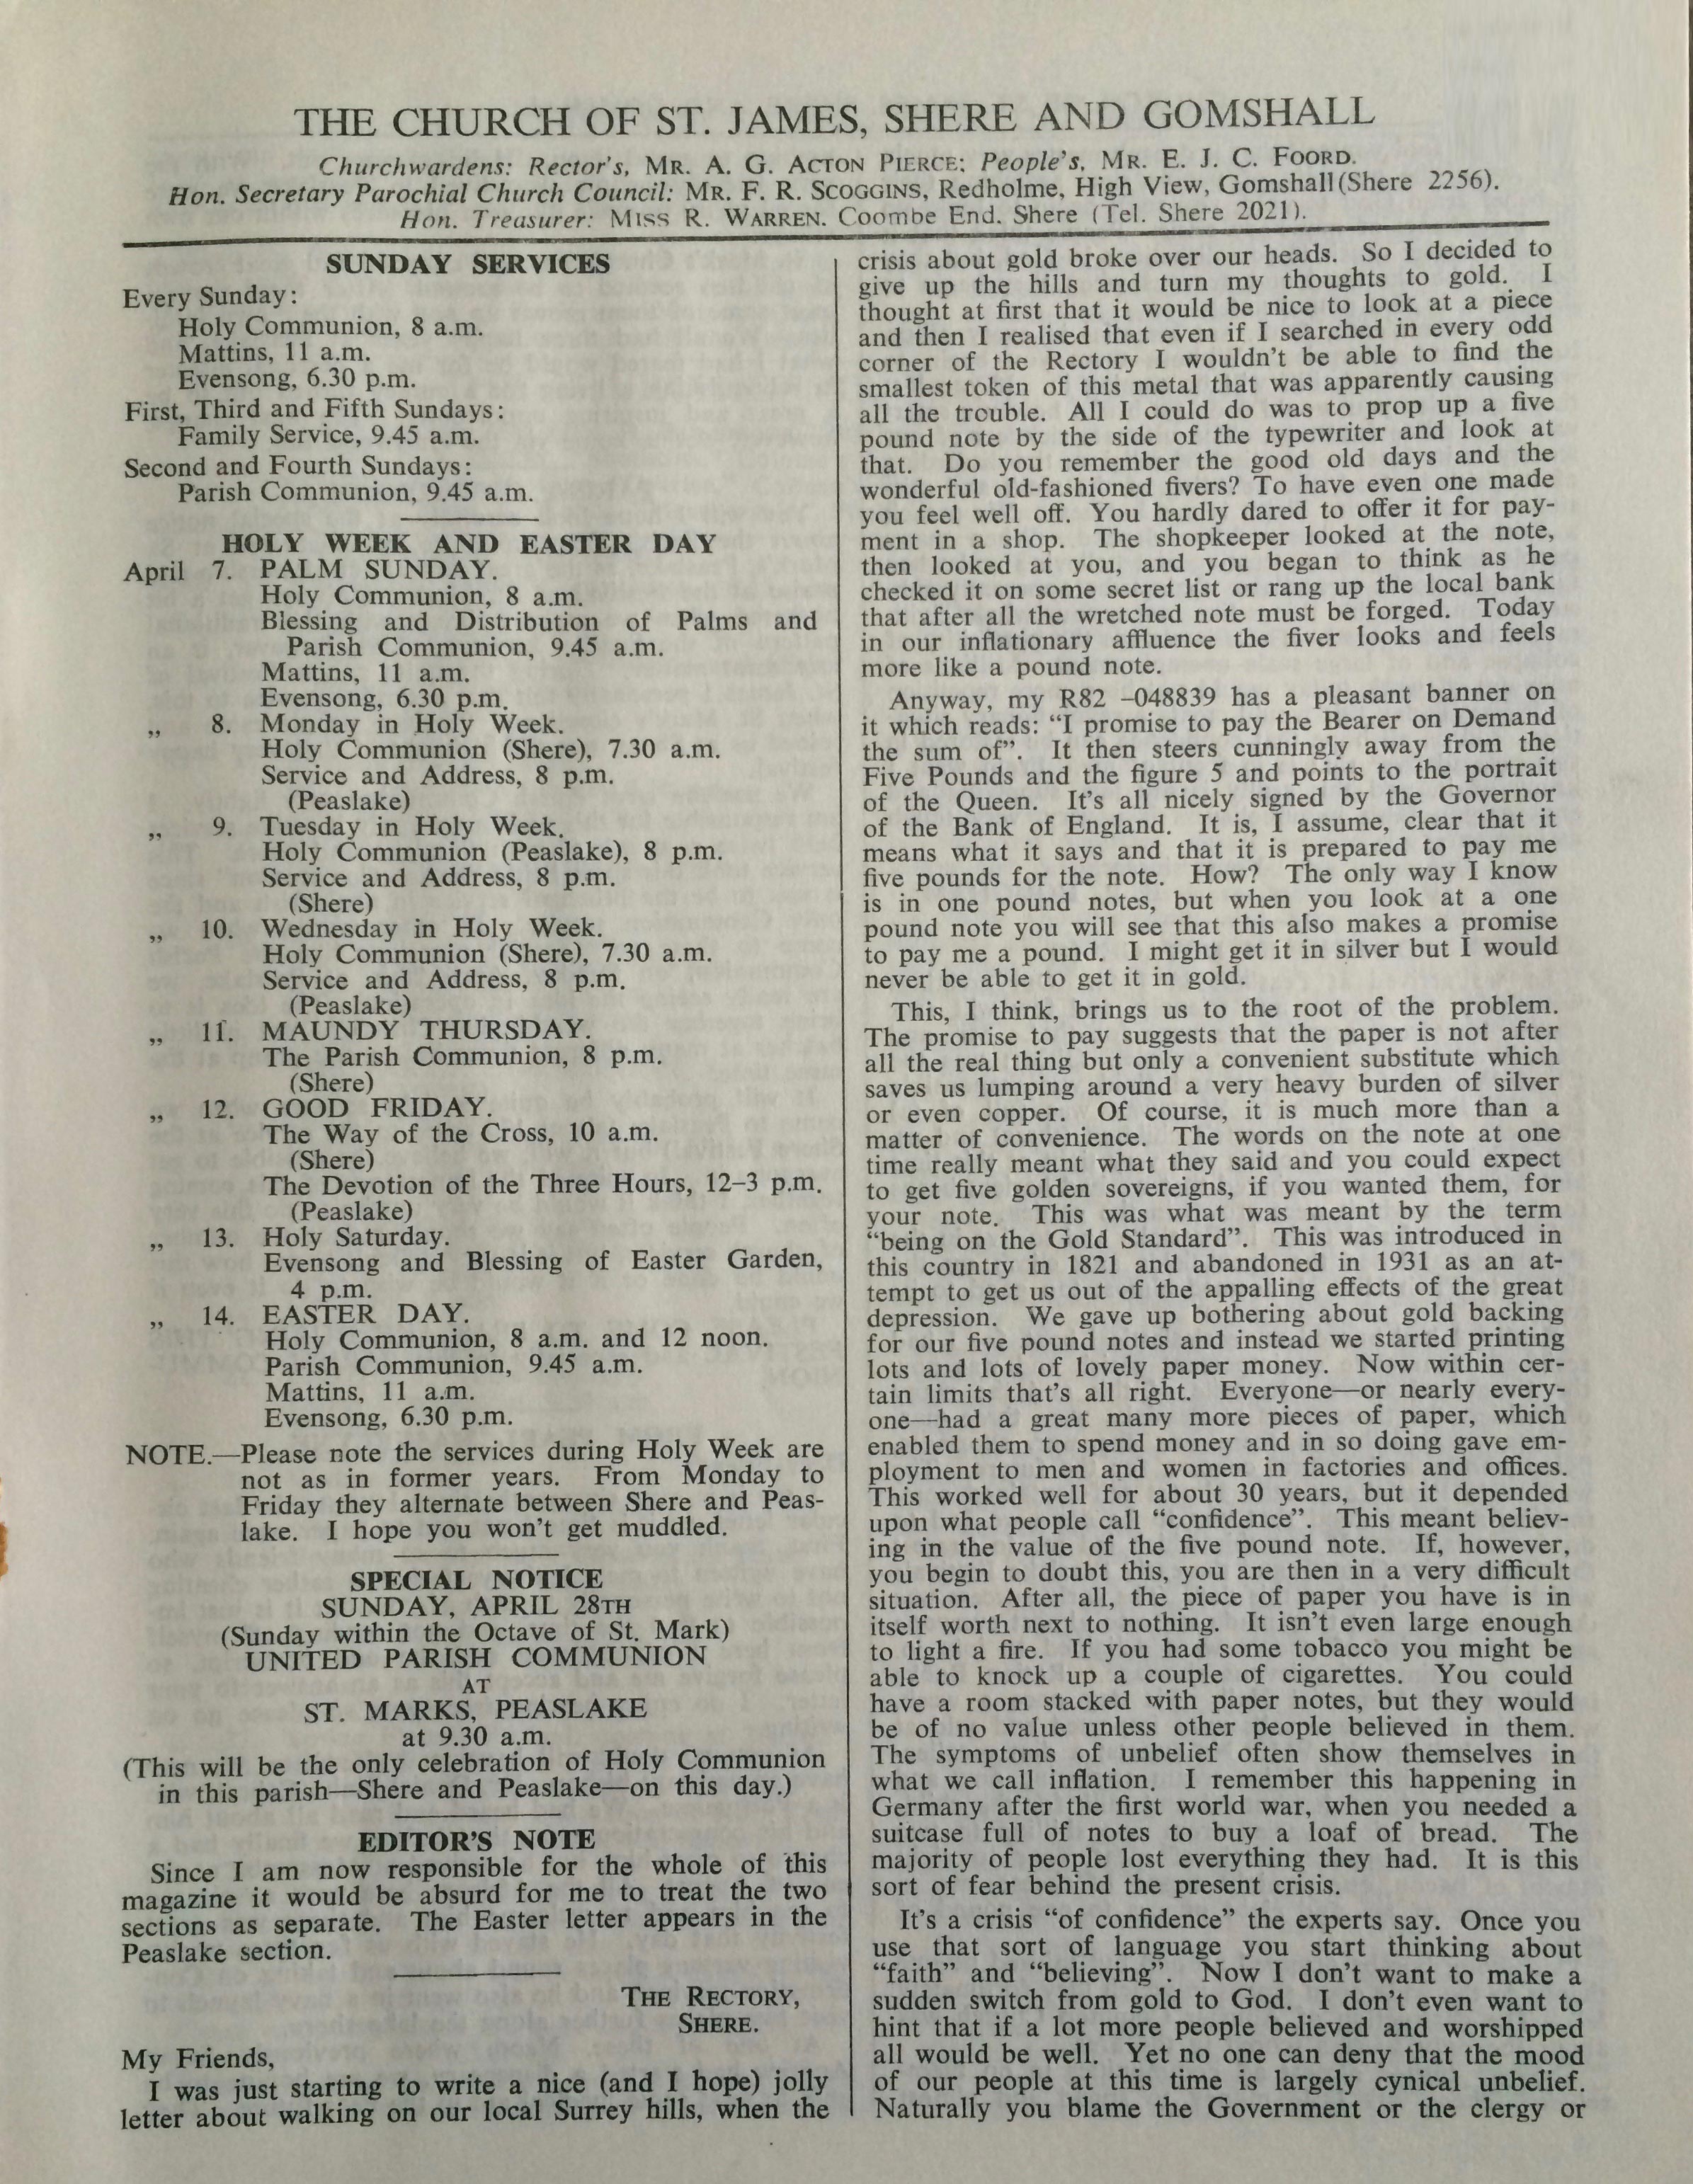 THE CHURCH OF ST. JAMES, SHERE AND GOMSHALL
Churchwardens: Rector's, MR. A. G. ACTON PIERCE; People's, MR. E. J. C. FOORD.
Hon. Secretary Parochial Church Council: MR. F. R. SCOGGINS, Redholme, High View, Gomshall (Shere 2256).
Hon. Treasurer: MISS R. WARREN. Coombe End. Shere (Tel. Shere 2021).
SUNDAY SERVICES
Every Sunday:
Holy Communion, 8 a.m.
Mattins, 11 a.m.
Evensong, 6.30 p.m.
First, Third and Fifth Sundays:
Family Service, 9.45 a.m.
Second and Fourth Sundays:
Parish Communion, 9.45 a.m.
HOLY WEEK AND EASTER DAY
April 7. PALM SUNDAY.
Holy Communion, 8 a.m.
Blessing and Distribution of Palms and
Parish Communion, 9.45 a.m.
Mattins, 11 a.m.
Evensong, 6.30 p.m.
„ 8. Monday in Holy Week.
Holy Communion (Shere), 7.30 a.m.
Service and Address, 8 p.m.
(Peaslake)
„ 9. Tuesday in Holy Week.
Holy Communion (Peaslake), 8 p.m.
Service and Address, 8 p.m.
(Shere)
„ 10. Wednesday in Holy Week.
Holy Communion (Shere), 7.30 a.m.
Service and Address, 8 p.m.
(Peaslake)
„ 11. MAUNDY THURSDAY.
The Parish Communion, 8 p.m.
(Shere)
„ 12. GOOD FRIDAY.
The Way of the Cross, 10 a.m.
(Shere)
The Devotion of the Three Hours, 12–3 p.m.
(Peaslake)
„ 13. Holy Saturday.
Evensong and Blessing of Easter Garden,
4 p.m.
„ 14. EASTER DAY.
Holy Communion, 8 a.m. and 12 noon.
Parish Communion, 9.45 a.m.
Mattins, 11 a.m.
Evensong, 6.30 p.m.
NOTE.—Please note the services during Holy Week are
not as in former years. From Monday to
Friday they alternate between Shere and Peas-
lake. I hope you won't get muddled.
SPECIAL NOTICE
SUNDAY, APRIL 28TH
(Sunday within the Octave of St. Mark)
UNITED PARISH COMMUNION
AT
ST. MARKS, PEASLAKE
at 9.30 a.m.
(This will be the only celebration of Holy Communion
in this parish—Shere and Peaslake—on this day.)
EDITOR'S NOTE
Since I am now responsible for the whole of this
magazine it would be absurd for me to treat the two
sections as separate. The Easter letter appears in the
Peaslake section.
THE RECTORY,
SHERE.
My Friends,
I was just starting to write a nice (and I hope) jolly
letter about walking on our local Surrey hills, when the
crisis about gold broke over our heads. So I decided to
give up the hills and turn my thoughts to gold. I
thought at first that it would be nice to look at a piece
and then I realised that even if I searched in every odd
corner of the Rectory I wouldn't be able to find the
smallest token of this metal that was apparently causing
all the trouble. All I could do was to prop up a five
pound note by the side of the typewriter and look at
that. Do you remember the good old days and the
wonderful old-fashioned fivers? To have even one made
you feel well off. You hardly dared to offer it for pay-
ment in a shop. The shopkeeper looked at the note,
then looked at you, and you began to think as he
checked it on some secret list or rang up the local bank
that after all the wretched note must be forged. Today
in our inflationary affluence the fiver looks and feels
more like a pound note.
Anyway, my R82 –048839 has a pleasant banner on
it which reads: “I promise to pay the Bearer on Demand
the sum of”. It then steers cunningly away from the
Five Pounds and the figure 5 and points to the portrait
of the Queen. It's all nicely signed by the Governor
of the Bank of England. It is, I assume, clear that it
means what it says and that it is prepared to pay me
five pounds for the note. How? The only way I know
is in one pound notes, but when you look at a one
pound note you will see that this also makes a promise
to pay me a pound. I might get it in silver but I would
never be able to get it in gold.
This, I think, brings us to the root of the problem.
The promise to pay suggests that the paper is not after
all the real thing but only a convenient substitute which
saves us lumping around a very heavy burden of silver
or even copper. Of course, it is much more than a
matter of convenience. The words on the note at one
time really meant what they said and you could expect
to get five golden sovereigns, if you wanted them, for
your note. This was what was meant by the term
“being on the Gold Standard”. This was introduced in
this country in 1821 and abandoned in 1931 as an at-
tempt to get us out of the appalling effects of the great
depression. We gave up bothering about gold backing
for our five pound notes and instead we started printing
lots and lots of lovely paper money. Now within cer-
tain limits that's all right. Everyone—or nearly every-
one—had a great many more pieces of paper, which
enabled them to spend money and in so doing gave em-
ployment to men and women in factories and offices.
This worked well for about 30 years, but it depended
upon what people call “confidence”. This meant believ-
ing in the value of the five pound note. If, however,
you begin to doubt this, you are then in a very difficult
situation. After all, the piece of paper you have is in
itself worth next to nothing. It isn't even large enough
to light a fire. If you had some tobacco you might be
able to knock up a couple of cigarettes. You could
have a room stacked with paper notes, but they would
be of no value unless other people believed in them.
The symptoms of unbelief often show themselves in
what we call inflation. I remember this happening in
Germany after the first world war, when you needed a
suitcase full of notes to buy a loaf of bread. The
majority of people lost everything they had. It is this
sort of fear behind the present crisis.
It's a crisis “of confidence” the experts say. Once you
use that sort of language you start thinking about
“faith” and “believing”. Now I don't want to make a
sudden switch from gold to God. I don't even want to
hint that if a lot more people believed and worshipped
all would be well. Yet no one can deny that the mood
of our people at this time is largely cynical unbelief.
Naturally you blame the Government or the clergy or